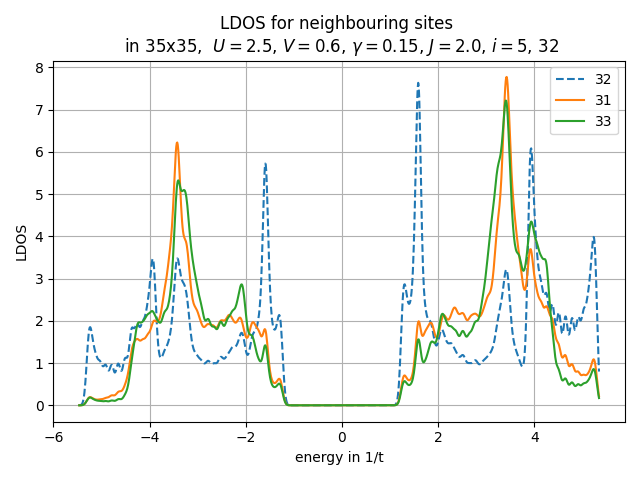 LDOS for neighbouring sites
in 35x35,  U = 2.5, V = 0.6, γ = 0.15, J = 2.0, i = 5, 32
8
7
6
5
4
3
2
1
0
LDOS
32
31
33
−6 −4 −2 0 2 4
energy in 1/t